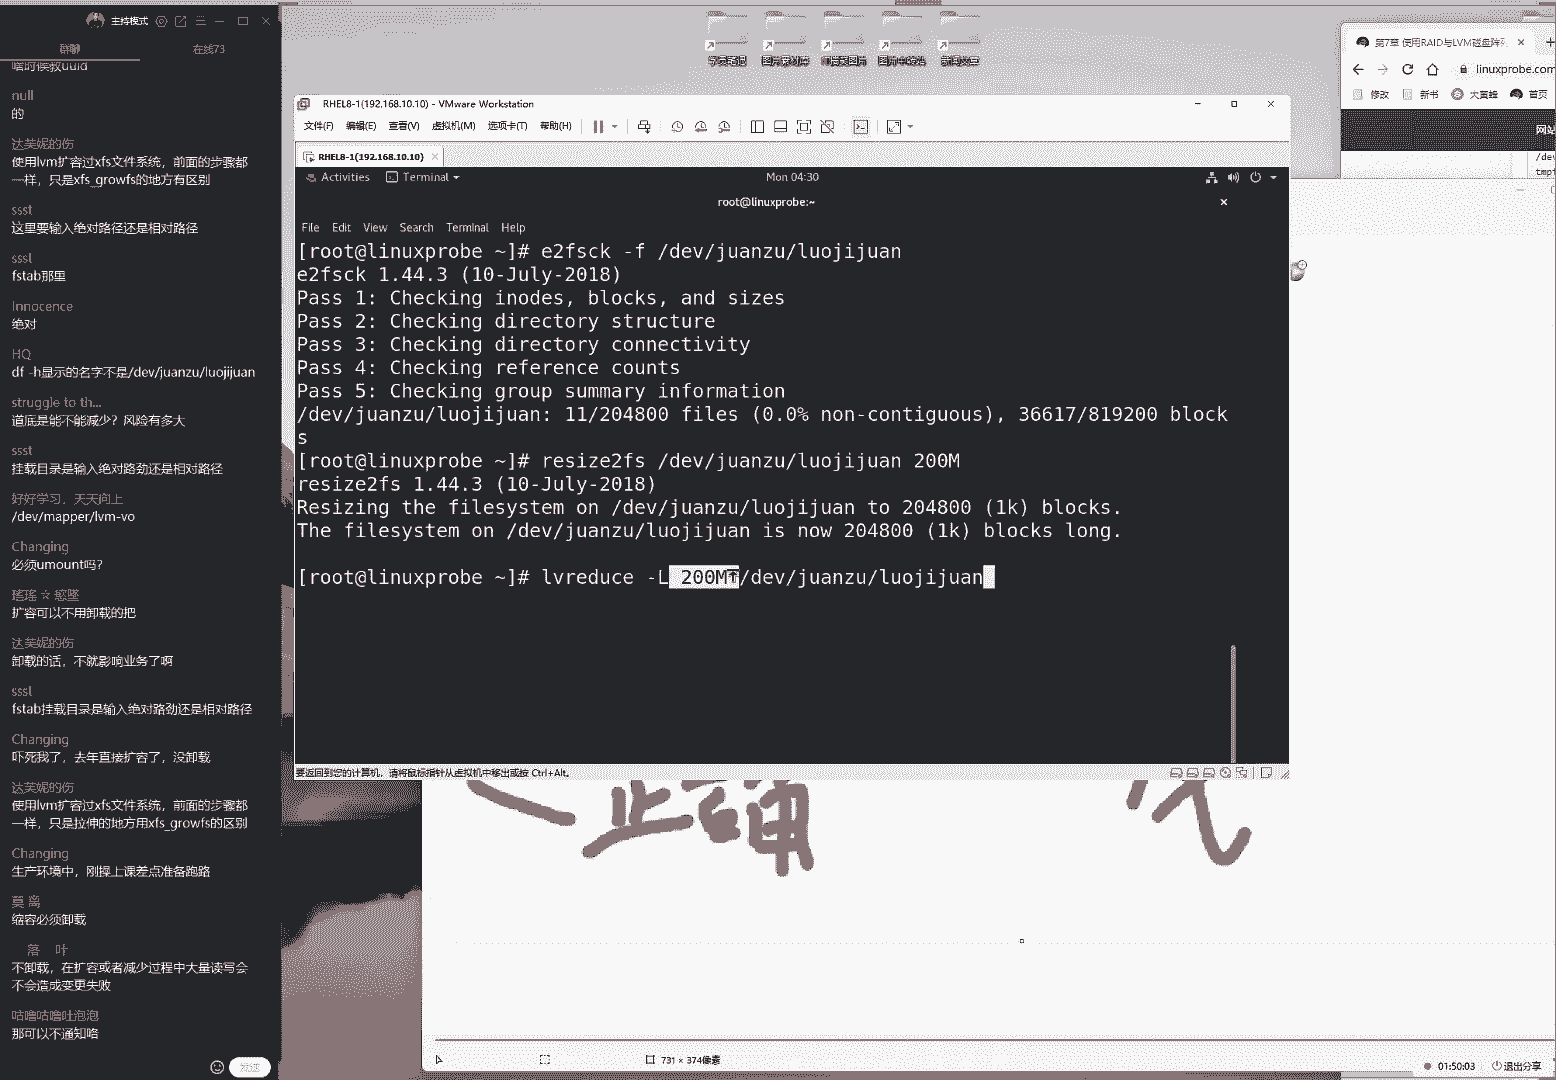 主持模式
群聊
在线73
啥时候教uuid
null
的
达芙妮的伤
使用lvm扩容过xfs文件系统，前面的步骤都
一样，只是xfs_growfs的地方有区别
ssst
这里要输入绝对路径还是相对路径
sssl
fstab那里
Innocence
绝对
HQ
df -h显示的名字不是/dev/juanzu/luojijuan
struggle to th...
道底是能不能减少？风险有多大
ssst
挂载目录是输入绝对路劲还是相对路径
好好学习，天天向上
/dev/mapper/lvm-vo
Changing
必须umount吗？
扩容可以不用卸载的把
达芙妮的伤
卸载的话，不就影响业务了啊
sssl
fstab挂载目录是输入绝对路劲还是相对路径
Changing
吓死我了，去年直接扩容了，没卸载
达芙妮的伤
使用lvm扩容过xfs文件系统，前面的步骤都
一样，只是拉伸的地方用xfs_growfs的区别
Changing
生产环境中，刚操上课差点准备跑路
莫 离
缩容必须卸载
落 叶
不卸载，在扩容或者减少过程中大量读写会
不会造成变更失败
咕噜咕噜吐泡泡
那可以不通知咯
发送
RHEL8-1(192.168.10.10) - VMware Workstation
文件(F) 编辑(E) 查看(V) 虚拟机(M) 选项卡(T) 帮助(H)
RHEL8-1(192.168.10.10)
Activities Terminal Mon 04:30
root@linuxprobe:~
File Edit View Search Terminal Help
[root@linuxprobe ~]# e2fsck -f /dev/juanzu/luojijuan
e2fsck 1.44.3 (10-July-2018)
Pass 1: Checking inodes, blocks, and sizes
Pass 2: Checking directory structure
Pass 3: Checking directory connectivity
Pass 4: Checking reference counts
Pass 5: Checking group summary information
/dev/juanzu/luojijuan: 11/204800 files (0.0% non-contiguous), 36617/819200 block
s
[root@linuxprobe ~]# resize2fs /dev/juanzu/luojijuan 200M
resize2fs 1.44.3 (10-July-2018)
Resizing the filesystem on /dev/juanzu/luojijuan to 204800 (1k) blocks.
The filesystem on /dev/juanzu/luojijuan is now 204800 (1k) blocks long.
[root@linuxprobe ~]# lvreduce -L 200M /dev/juanzu/luojijuan
要返回到您的计算机，请将鼠标指针从虚拟机中移出或按 Ctrl+Alt。
第7章 使用RAID与LVM磁盘阵列
linuxprobe.com
修改 新书 大黄蜂 首页
网站
/dev
tmpf
731 × 374像素
01:50:03 退出分享